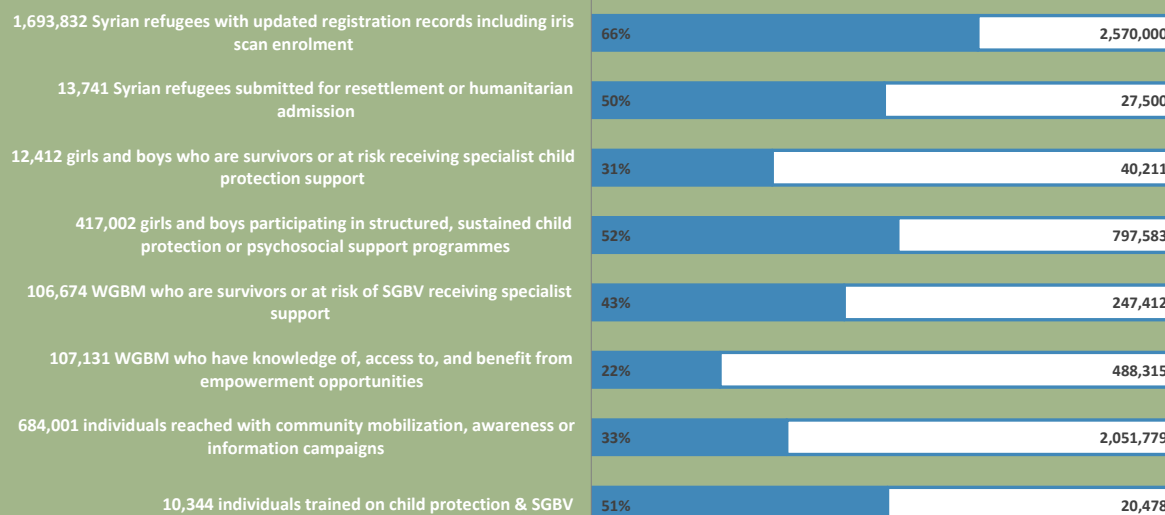 1,693,832 Syrian refugees with updated registration records including iris
scan enrolment
66%
2,570,000
13,741 Syrian refugees submitted for resettlement or humanitarian
admission
50%
27,500
12,412 girls and boys who are survivors or at risk receiving specialist child
protection support
31%
40,211
417,002 girls and boys participating in structured, sustained child
protection or psychosocial support programmes
52%
797,583
106,674 WGBM who are survivors or at risk of SGBV receiving specialist
support
43%
247,412
107,131 WGBM who have knowledge of, access to, and benefit from
empowerment opportunities
22%
488,315
684,001 individuals reached with community mobilization, awareness or
information campaigns
33%
2,051,779
10,344 individuals trained on child protection & SGBV
51%
20,478